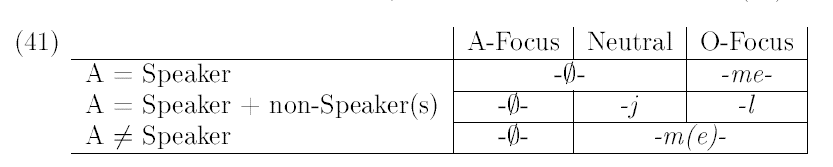 (41) A-Focus Neutral O-Focus
A = Speaker -∅- -me-
A = Speaker + non-Speaker(s) -∅- -j -l
A ≠ Speaker -∅- -m(e)-